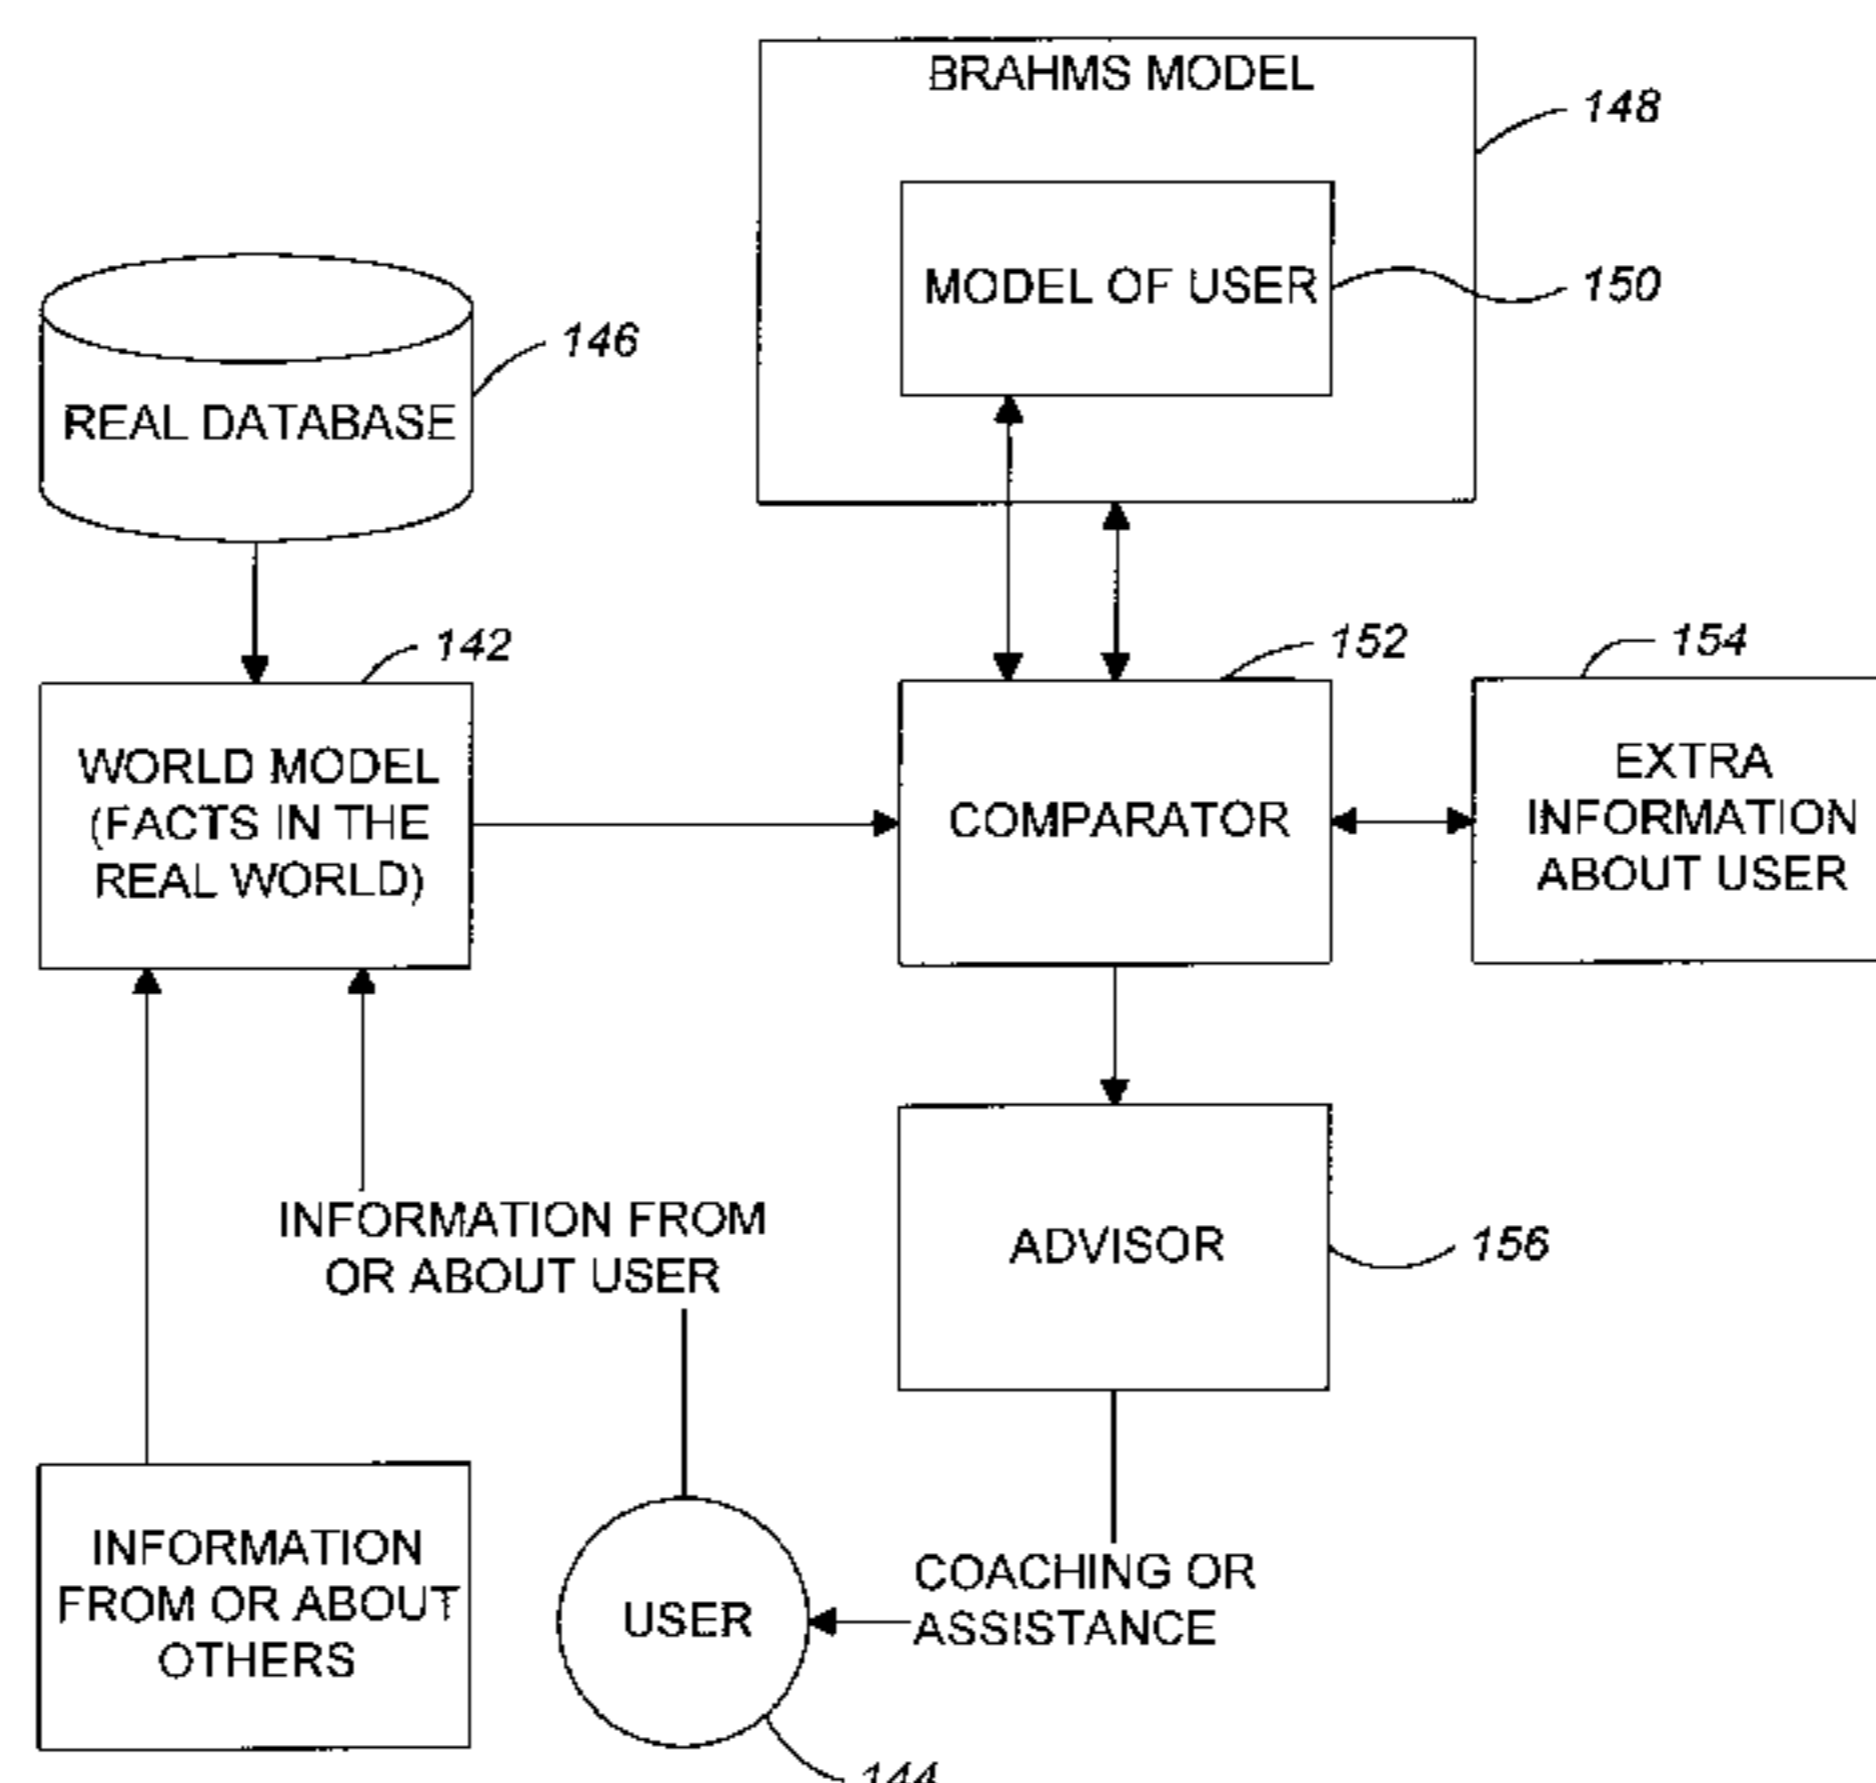 BRAHMS MODEL
148
MODEL OF USER
150
146
REAL DATABASE
142
152
154
WORLD MODEL
(FACTS IN THE
REAL WORLD)
COMPARATOR
EXTRA
INFORMATION
ABOUT USER
INFORMATION FROM
OR ABOUT USER
ADVISOR
156
INFORMATION
FROM OR ABOUT
OTHERS
USER
COACHING OR
ASSISTANCE
144